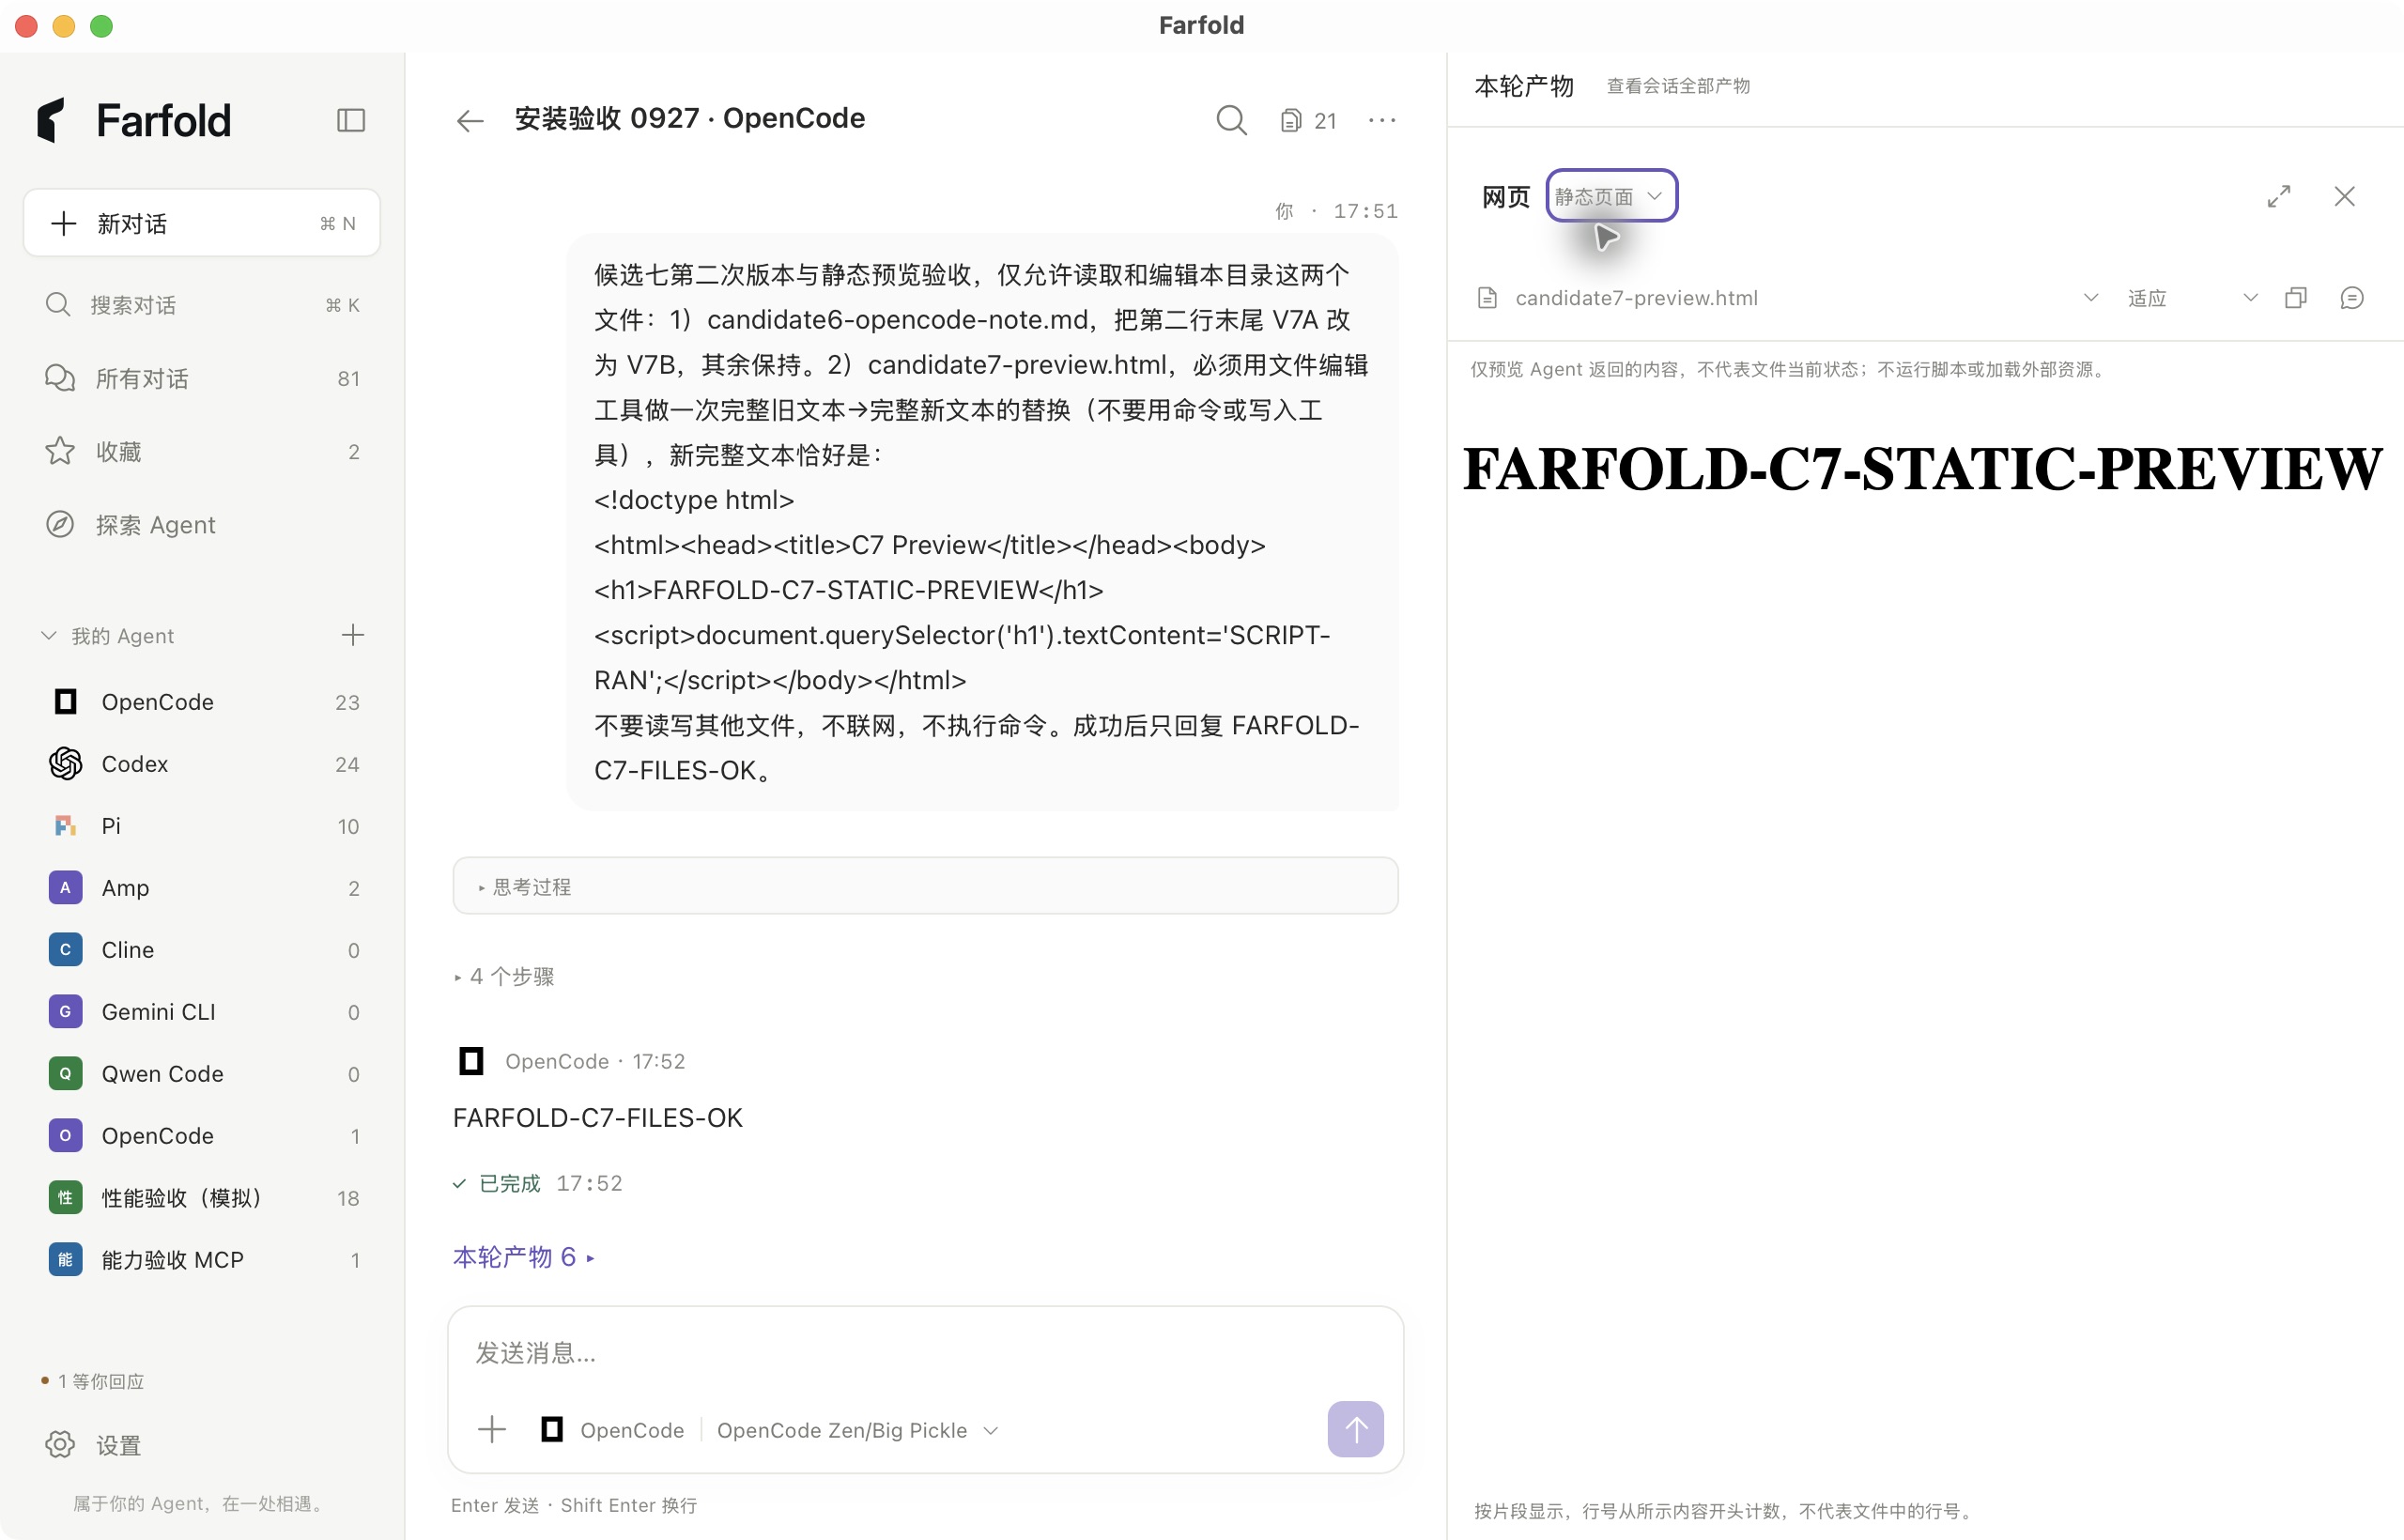 Farfold
Farfold
新对话 ⌘ N
搜索对话 ⌘ K
所有对话 81
收藏 2
探索 Agent
我的 Agent
OpenCode 23
Codex 24
Pi 10
A Amp 2
C Cline 0
G Gemini CLI 0
Q Qwen Code 0
O OpenCode 1
性 性能验收（模拟） 18
能 能力验收 MCP 1
1 等你回应
设置
属于你的 Agent，在一处相遇。
安装验收 0927 · OpenCode
21
你 · 17:51
候选七第二次版本与静态预览验收，仅允许读取和编辑本目录这两个
文件：1）candidate6-opencode-note.md，把第二行末尾 V7A 改
为 V7B，其余保持。2）candidate7-preview.html，必须用文件编辑
工具做一次完整旧文本→完整新文本的替换（不要用命令或写入工
具），新完整文本恰好是：
<!doctype html>
<html><head><title>C7 Preview</title></head><body>
<h1>FARFOLD-C7-STATIC-PREVIEW</h1>
<script>document.querySelector('h1').textContent='SCRIPT-
RAN';</script></body></html>
不要读写其他文件，不联网，不执行命令。成功后只回复 FARFOLD-
C7-FILES-OK。
▸ 思考过程
▸ 4 个步骤
OpenCode · 17:52
FARFOLD-C7-FILES-OK
✓ 已完成 17:52
本轮产物 6 ▸
发送消息...
OpenCode | OpenCode Zen/Big Pickle
Enter 发送 · Shift Enter 换行
本轮产物 查看会话全部产物
网页 静态页面
candidate7-preview.html 适应
仅预览 Agent 返回的内容，不代表文件当前状态；不运行脚本或加载外部资源。
FARFOLD-C7-STATIC-PREVIEW
按片段显示，行号从所示内容开头计数，不代表文件中的行号。